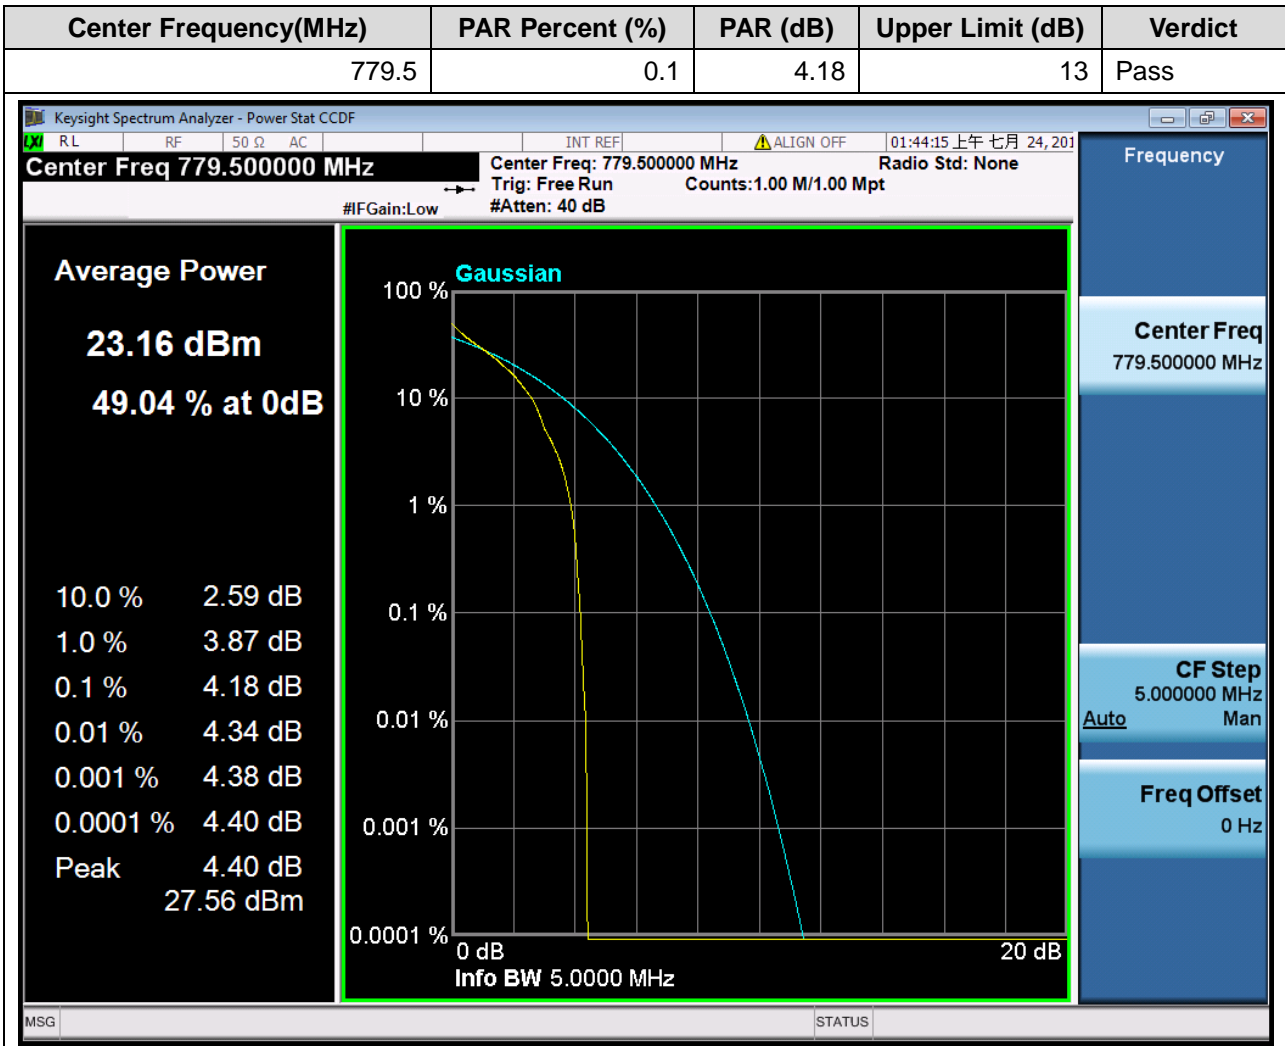 Center Frequency(MHz) PAR Percent (%) PAR (dB) Upper Limit (dB) Verdict
779.5 0.1 4.18 13 Pass
Keysight Spectrum Analyzer - Power Stat CCDF
LXI RL RF 50 Ω AC INT REF ALIGN OFF 01:44:15 上午 七月 24, 201
Center Freq 779.500000 MHz
Center Freq: 779.500000 MHz Radio Std: None
Trig: Free Run Counts:1.00 M/1.00 Mpt
#IFGain:Low #Atten: 40 dB
Average Power
23.16 dBm
49.04 % at 0dB
10.0 % 2.59 dB
1.0 % 3.87 dB
0.1 % 4.18 dB
0.01 % 4.34 dB
0.001 % 4.38 dB
0.0001 % 4.40 dB
Peak 4.40 dB
27.56 dBm
Gaussian
100 %
10 %
1 %
0.1 %
0.01 %
0.001 %
0.0001 %
0 dB 20 dB
Info BW 5.0000 MHz
Frequency
Center Freq
779.500000 MHz
CF Step
5.000000 MHz
Auto Man
Freq Offset
0 Hz
MSG STATUS